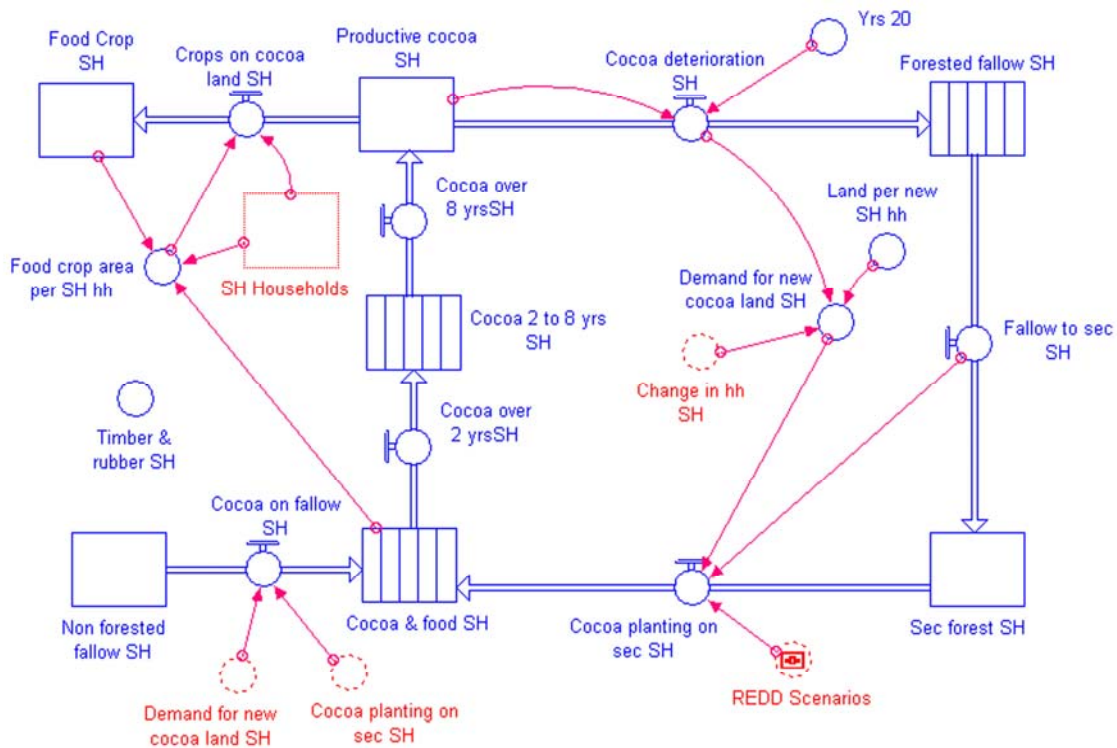 Food Crop
SH
Crops on cocoa
land SH
Productive cocoa
SH
Cocoa deterioration
SH
Yrs 20
Forested fallow SH
Cocoa over
8 yrsSH
Land per new
SH hh
Food crop area
per SH hh
SH Households
Demand for new
cocoa land SH
Cocoa 2 to 8 yrs
SH
Fallow to sec
SH
Change in hh
SH
Timber &
rubber SH
Cocoa over
2 yrsSH
Cocoa on fallow
SH
Non forested
fallow SH
Cocoa & food SH
Cocoa planting on
sec SH
Sec forest SH
Demand for new
cocoa land SH
Cocoa planting on
sec SH
REDD Scenarios